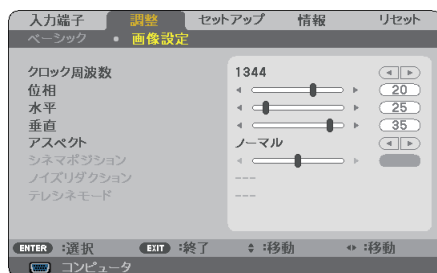 入力端子 調整 セットアップ 情報 リセット
ベーシック • 画像設定
クロック周波数 1344
位相 20
水平 25
垂直 35
アスペクト ノーマル
シネマポジション
ノイズリダクション ---
テレシネモード ---
ENTER :選択 EXIT :終了 :移動 :移動
コンピュータ